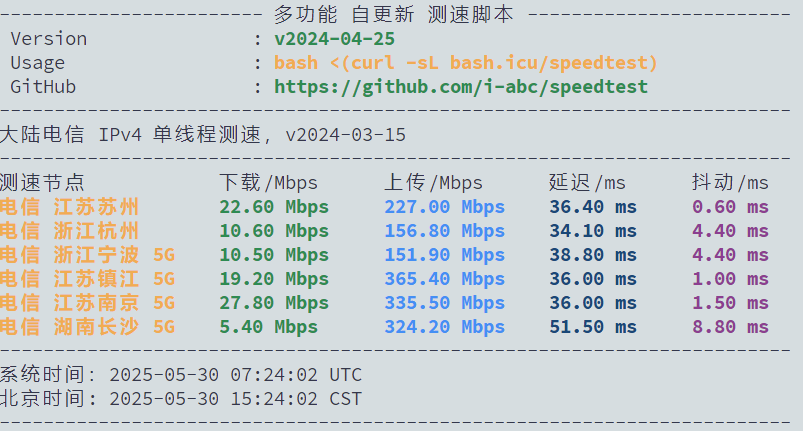 ------------------------ 多功能 自更新 测速脚本 ------------------------
Version : v2024-04-25
Usage : bash <(curl -sL bash.icu/speedtest)
GitHub : https://github.com/i-abc/speedtest
------------------------------------------------------------------------
大陆电信 IPv4 单线程测速, v2024-03-15
------------------------------------------------------------------------
测速节点 下载/Mbps 上传/Mbps 延迟/ms 抖动/ms
电信 江苏苏州 22.60 Mbps 227.00 Mbps 36.40 ms 0.60 ms
电信 浙江杭州 10.60 Mbps 156.80 Mbps 34.10 ms 4.40 ms
电信 浙江宁波 5G 10.50 Mbps 151.90 Mbps 38.80 ms 4.40 ms
电信 江苏镇江 5G 19.20 Mbps 365.40 Mbps 36.00 ms 1.00 ms
电信 江苏南京 5G 27.80 Mbps 335.50 Mbps 36.00 ms 1.50 ms
电信 湖南长沙 5G 5.40 Mbps 324.20 Mbps 51.50 ms 8.80 ms
------------------------------------------------------------------------
系统时间: 2025-05-30 07:24:02 UTC
北京时间: 2025-05-30 15:24:02 CST
------------------------------------------------------------------------